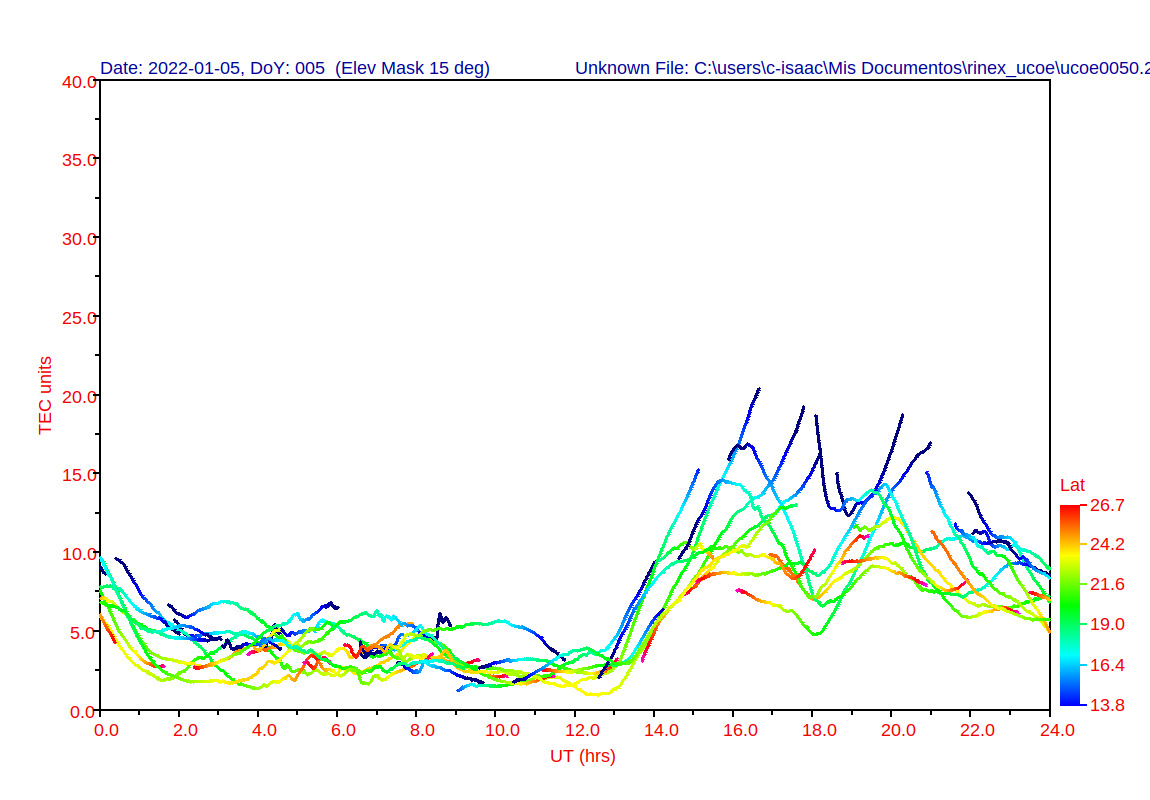 Date: 2022-01-05, DoY: 005  (Elev Mask 15 deg)
Unknown File: C:\users\c-isaac\Mis Documentos\rinex_ucoe\ucoe0050.2
40.0
35.0
30.0
25.0
20.0
15.0
10.0
5.0
0.0
TEC units
0.0 2.0 4.0 6.0 8.0 10.0 12.0 14.0 16.0 18.0 20.0 22.0 24.0
UT (hrs)
Lat
26.7
24.2
21.6
19.0
16.4
13.8